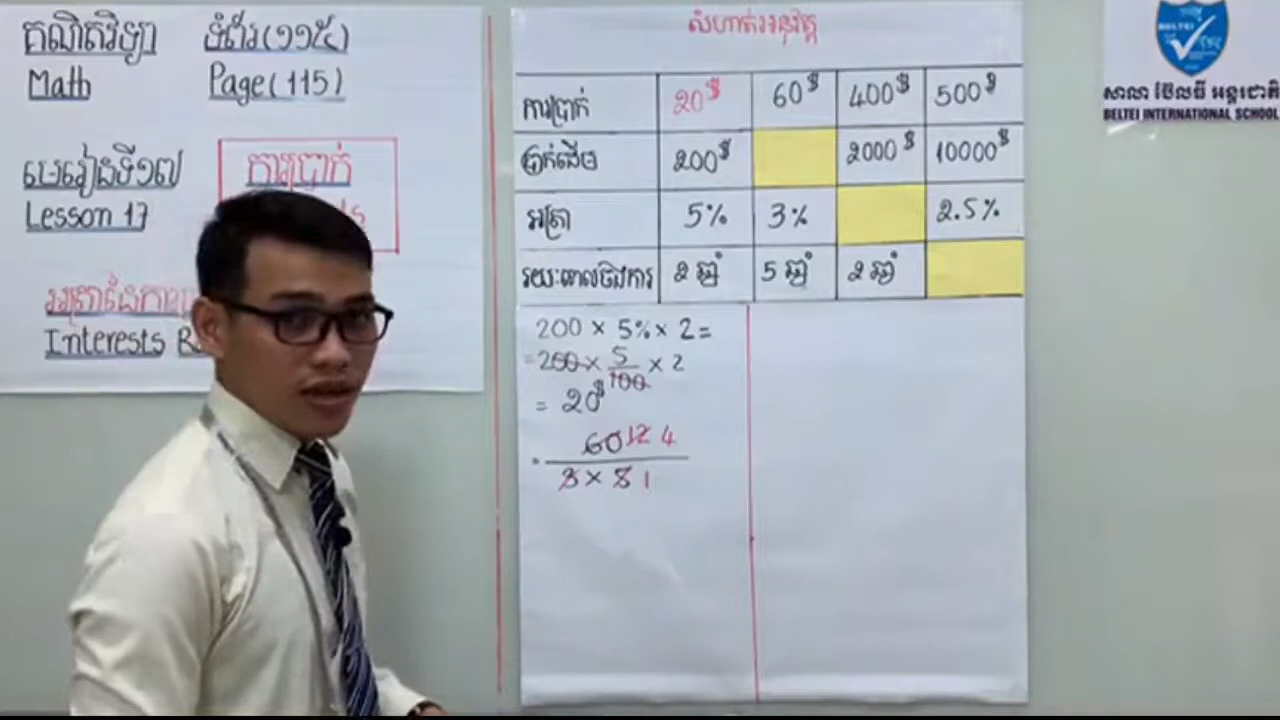 គណិតវិទ្យា ទំព័រ(១១៥)
Math Page(115)
មេរៀនទី១៧ ការប្រាក់
Lesson 17
Interests
សំហាត់អនុវត្ត
ការប្រាក់ 20$ 60$ 400$ 500$
ប្រាក់ដើម 200$ 2000$ 10000$
អត្រា 5% 3% 2.5%
រយៈពេលចងការ 2 ឆ្នាំ 5 ឆ្នាំ 2 ឆ្នាំ
200 × 5% × 2 =
= 200 × 5/100 × 2
= 20$
60 12 4
3 × 5 1
BELTEI
សាលា ប៊ែលធី អន្តរជាតិ
BELTEI INTERNATIONAL SCHOOL